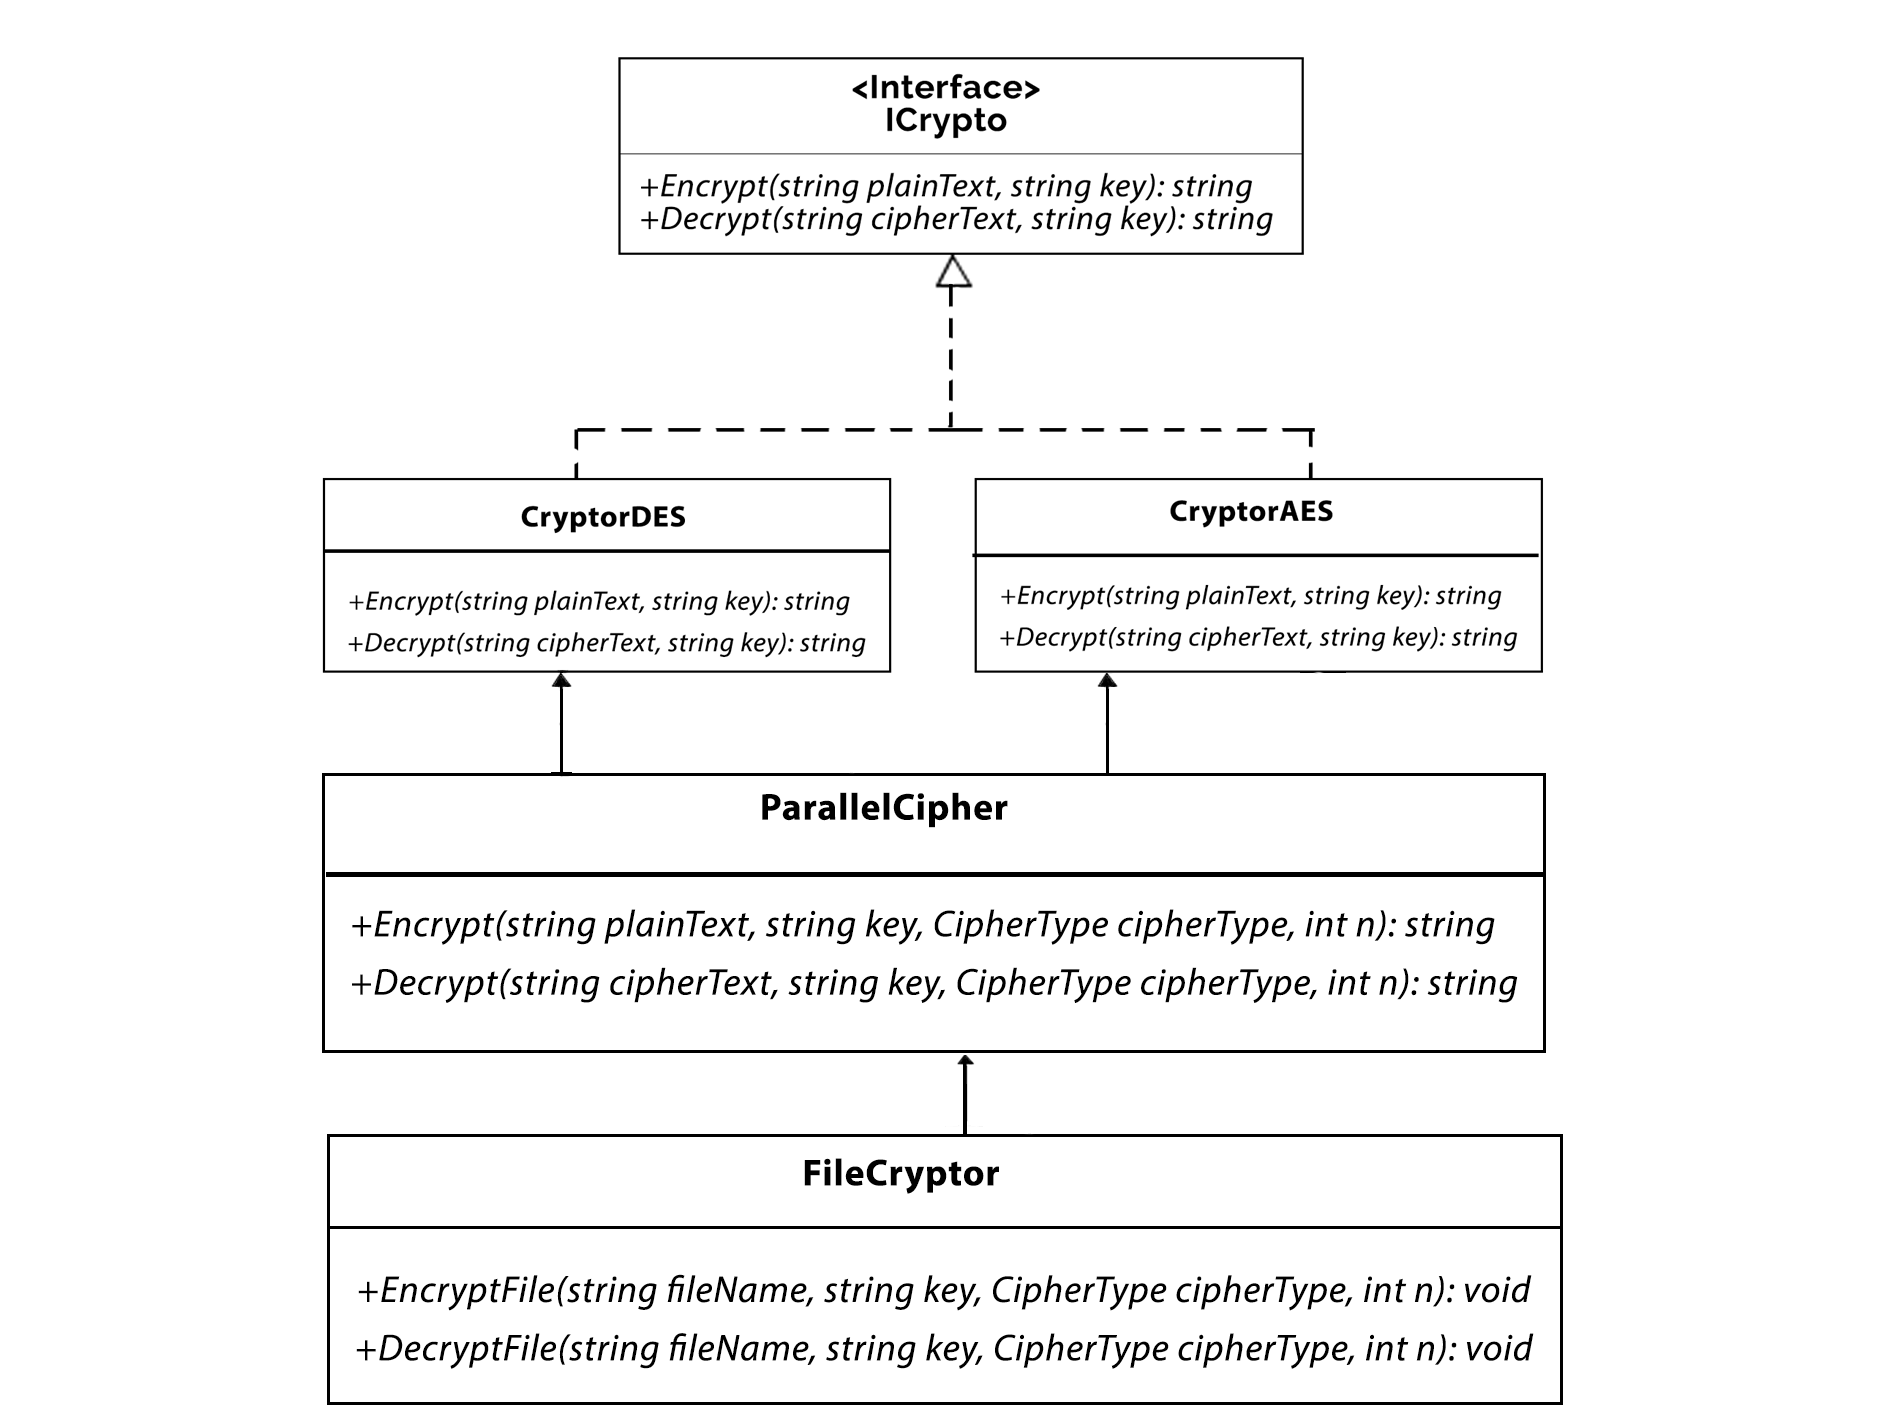 <Interface>
ICrypto
+Encrypt(string plainText, string key): string
+Decrypt(string cipherText, string key): string
CryptorDES
+Encrypt(string plainText, string key): string
+Decrypt(string cipherText, string key): string
CryptorAES
+Encrypt(string plainText, string key): string
+Decrypt(string cipherText, string key): string
ParallelCipher
+Encrypt(string plainText, string key, CipherType cipherType, int n): string
+Decrypt(string cipherText, string key, CipherType cipherType, int n): string
FileCryptor
+EncryptFile(string fileName, string key, CipherType cipherType, int n): void
+DecryptFile(string fileName, string key, CipherType cipherType, int n): void